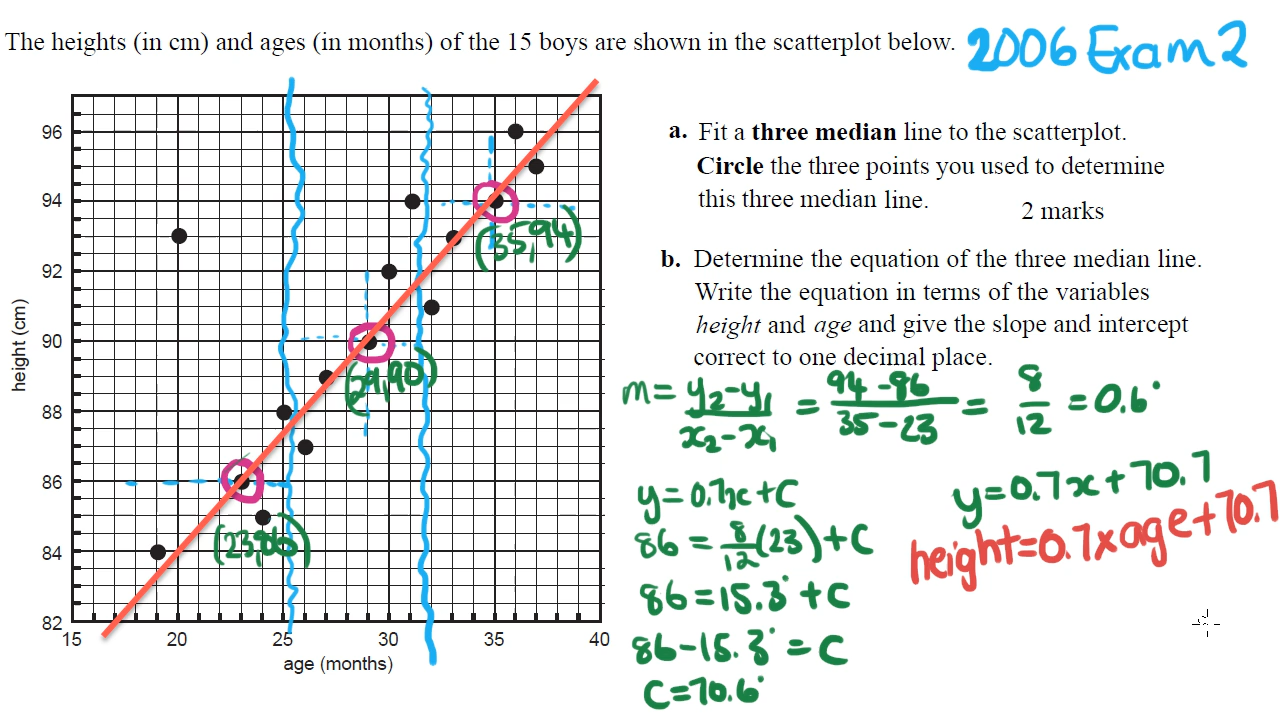 The heights (in cm) and ages (in months) of the 15 boys are shown in the scatterplot below.
2006 Exam 2
a. Fit a three median line to the scatterplot.
Circle the three points you used to determine
this three median line.
2 marks
b. Determine the equation of the three median line.
Write the equation in terms of the variables
height and age and give the slope and intercept
correct to one decimal place.
height (cm)
96
94
92
90
88
86
84
82
15 20 25 30 35 40
age (months)
(35,94)
(29,90)
(23,86)
m = y₂-y₁/x₂-x₁ = 94-86/35-23 = 8/12 = 0.6̇
y=0.7x+C
86 = 8/12(23)+C
86 = 15.3̇ + C
86-15.3̇ = C
C=70.6̇
y=0.7x+70.7
height=0.7×age+70.7